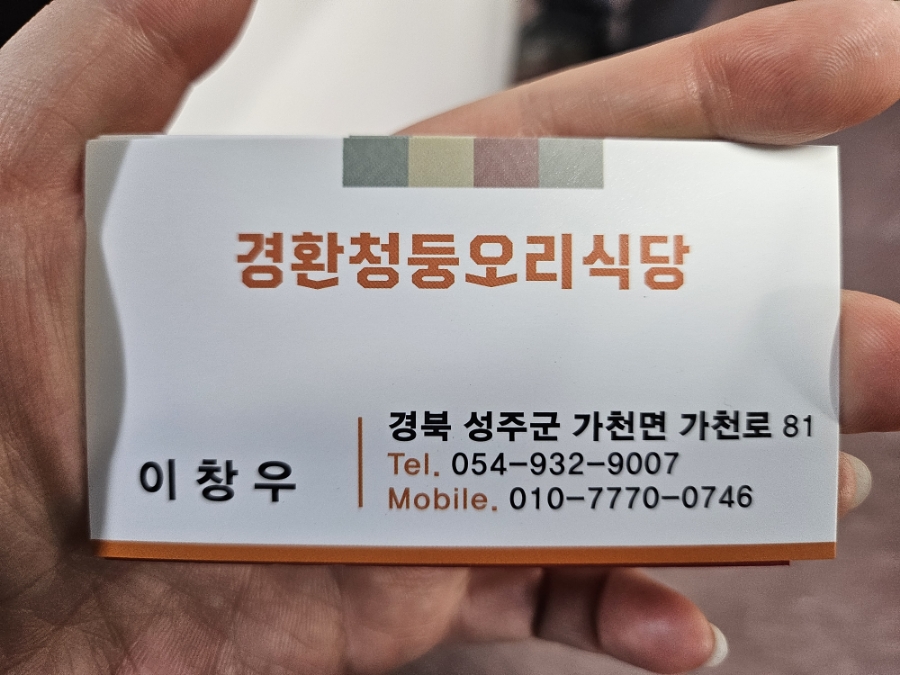 경환청둥오리식당
이창우
경북 성주군 가천면 가천로 81
Tel. 054-932-9007
Mobile. 010-7770-0746